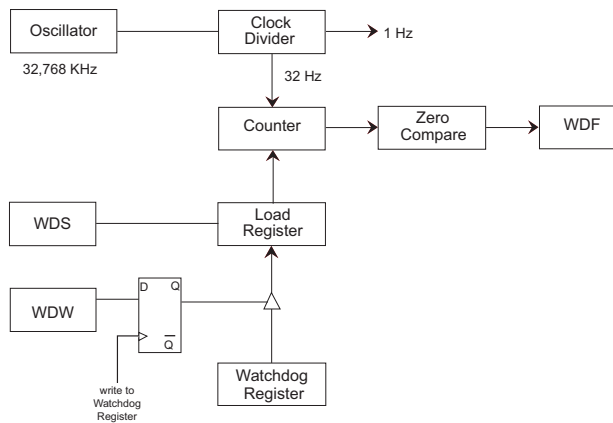 Oscillator
Clock
Divider
1 Hz
32,768 KHz
32 Hz
Counter
Zero
Compare
WDF
WDS
Load
Register
D
Q
WDW
Q
Watchdog
Register
write to
Watchdog
Register